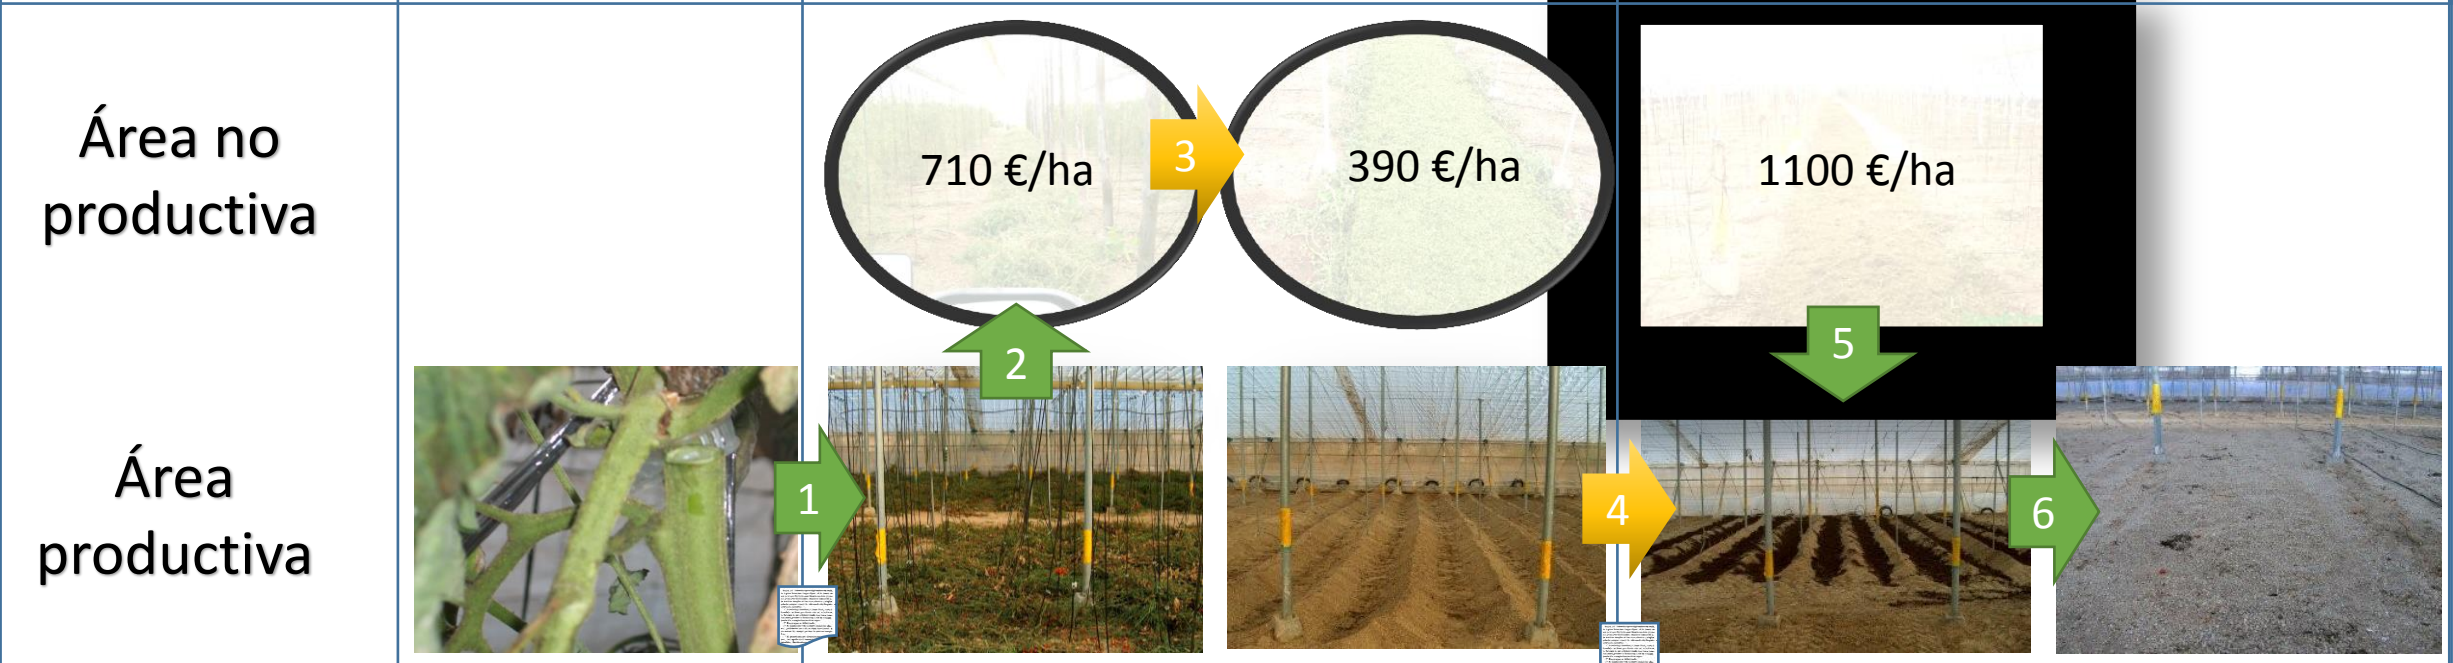 Área no
productiva
710 €/ha
3
390 €/ha
1100 €/ha
2
5
Área
productiva
1
4
6